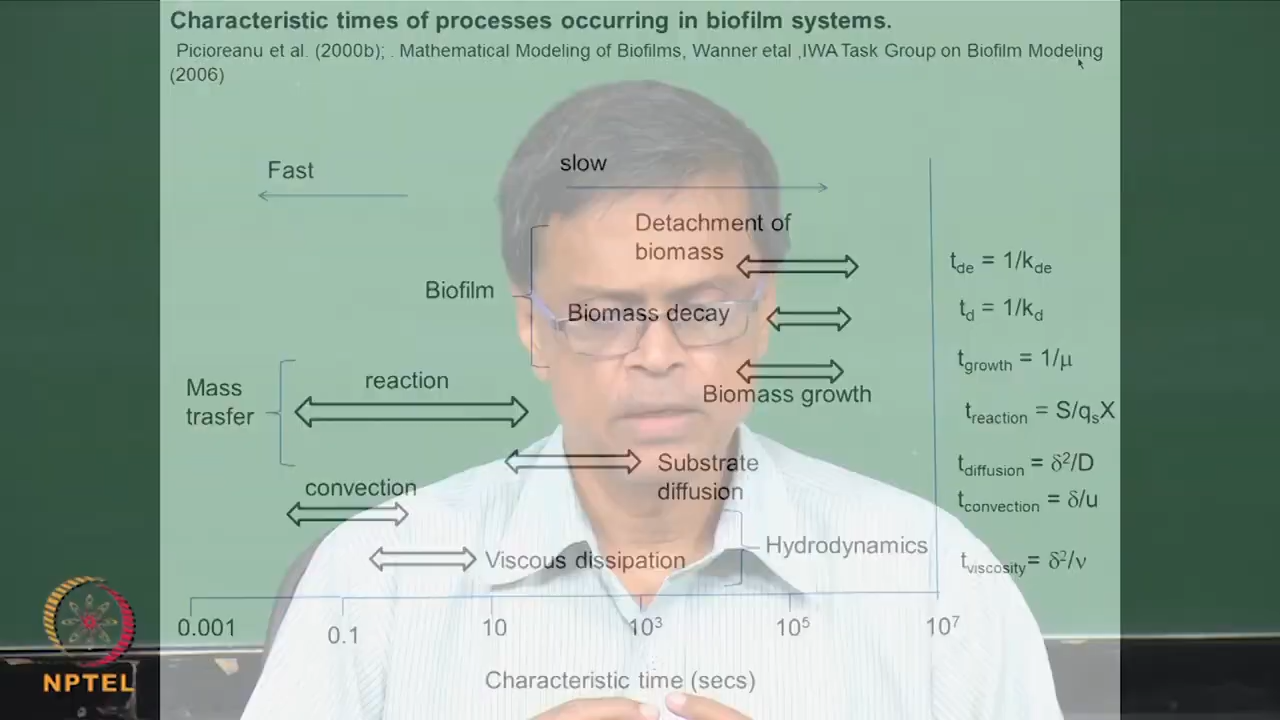 Characteristic times of processes occurring in biofilm systems.
Picioreanu et al. (2000b); . Mathematical Modeling of Biofilms, Wanner etal ,IWA Task Group on Biofilm Modeling
(2006)
Fast
slow
Detachment of
biomass
t_de = 1/k_de
Biofilm
Biomass decay
t_d = 1/k_d
t_growth = 1/μ
Mass
trasfer
reaction
Biomass growth
t_reaction = S/q_sX
Substrate
diffusion
t_diffusion = δ²/D
convection
t_convection = δ/u
Viscous dissipation
Hydrodynamics
t_viscosity= δ²/ν
0.001 0.1 10 10³ 10⁵ 10⁷
Characteristic time (secs)
NPTEL